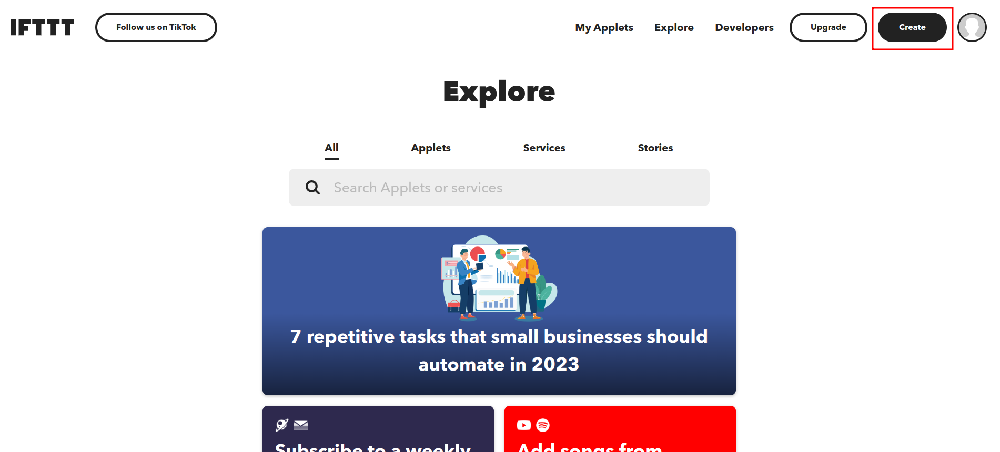 IFTTT
Follow us on TikTok
My Applets
Explore
Developers
Upgrade
Create
Explore
All
Applets
Services
Stories
Search Applets or services
7 repetitive tasks that small businesses should
automate in 2023
Subscribe to a weekly
Add songs from